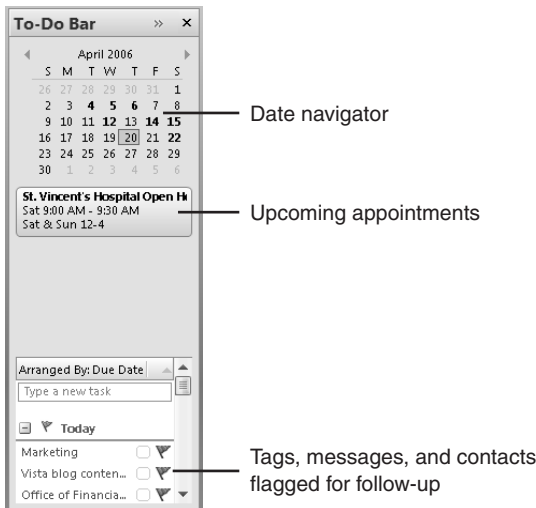 To-Do Bar » ×
April 2006
S M T W T F S
26 27 28 29 30 31 1
2 3 4 5 6 7 8
9 10 11 12 13 14 15
16 17 18 19 20 21 22
23 24 25 26 27 28 29
30 1 2 3 4 5 6
Date navigator
St. Vincent's Hospital Open H
Sat 9:00 AM - 9:30 AM
Sat & Sun 12-4
Upcoming appointments
Arranged By: Due Date
Type a new task
Today
Marketing
Vista blog conten...
Office of Financia...
Tags, messages, and contacts
flagged for follow-up